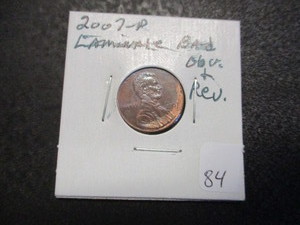 2007-P
Laminate Bad
Obv.
+
Rev.
84